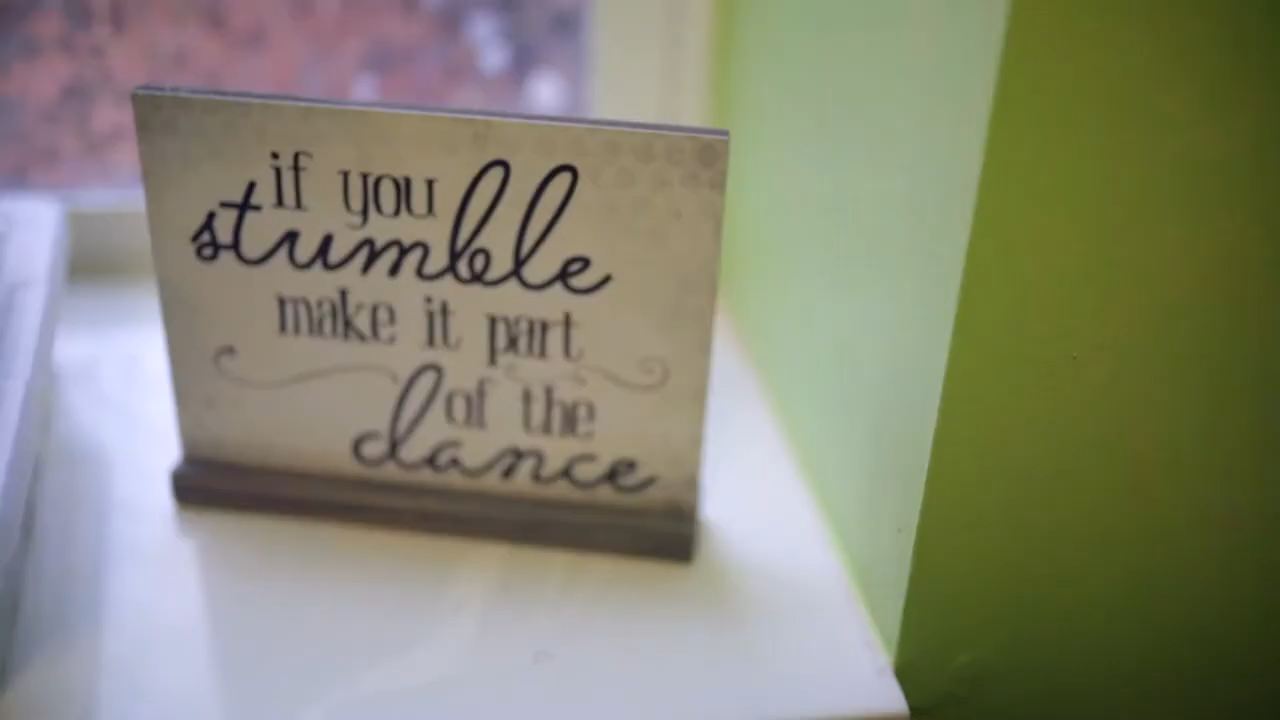 if you
stumble
make it part
of the
dance